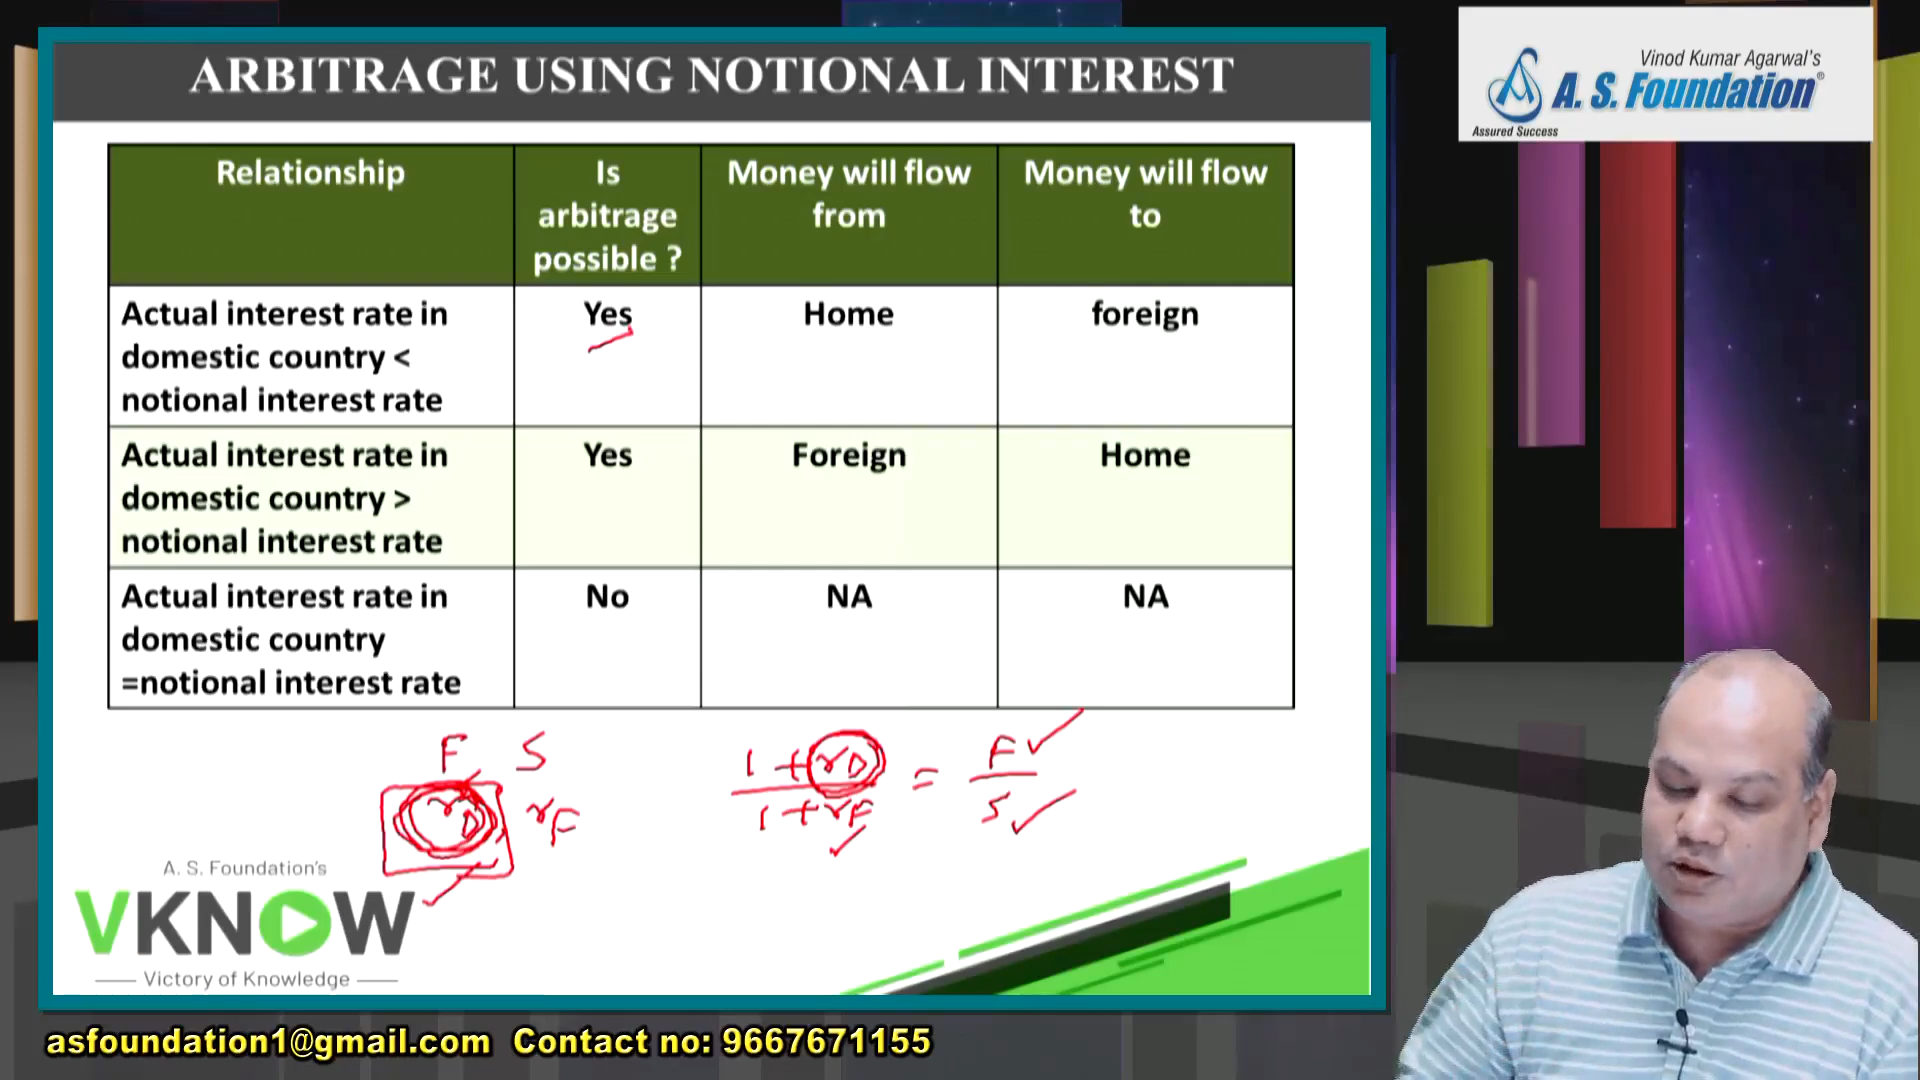 ARBITRAGE USING NOTIONAL INTEREST
Vinod Kumar Agarwal's
A. S. Foundation®
Assured Success
Relationship
Is
arbitrage
possible ?
Money will flow
from
Money will flow
to
Actual interest rate in
domestic country <
notional interest rate
Yes
Home
foreign
Actual interest rate in
domestic country >
notional interest rate
Yes
Foreign
Home
Actual interest rate in
domestic country
=notional interest rate
No
NA
NA
F S
rD rF
1 + rD = F
1 + rF S
A. S. Foundation's
VKNOW
Victory of Knowledge
asfoundation1@gmail.com Contact no: 9667671155